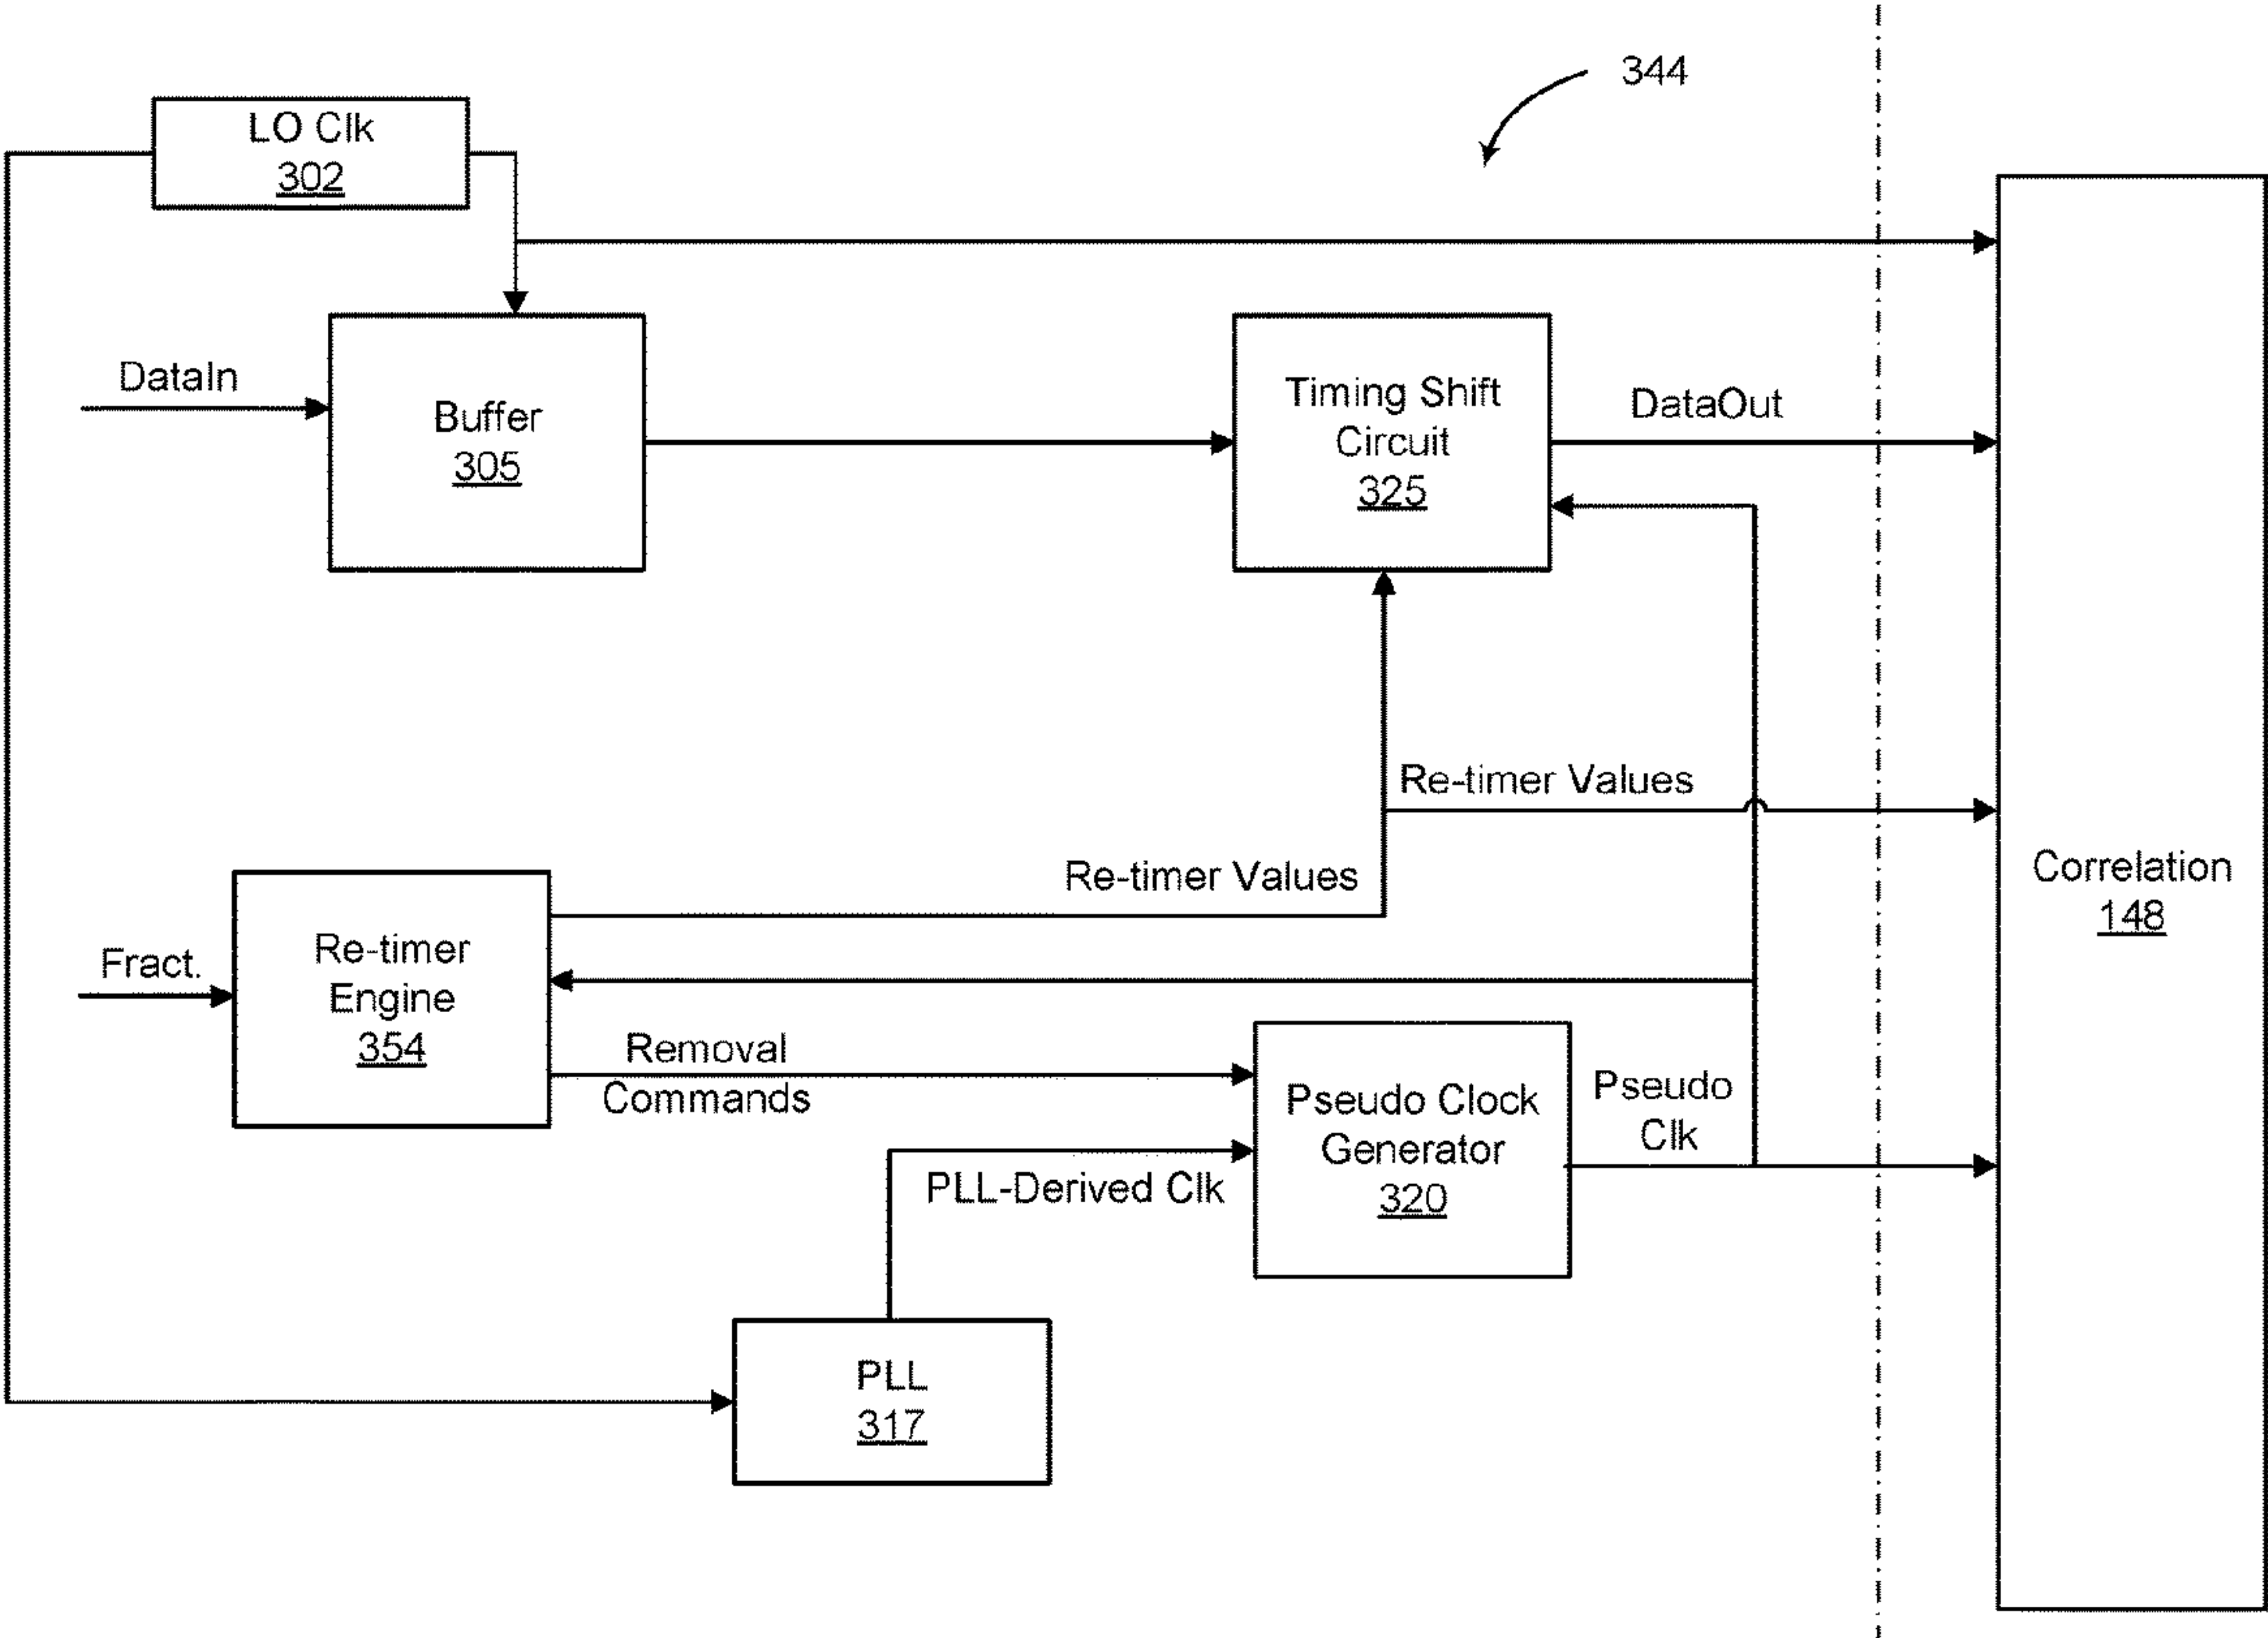 344
LO Clk
302
DataIn
Buffer
305
Timing Shift
Circuit
325
DataOut
Re-timer Values
Re-timer Values
Correlation
148
Fract.
Re-timer
Engine
354
Removal
Commands
Pseudo Clock
Generator
320
Pseudo
Clk
PLL-Derived Clk
PLL
317